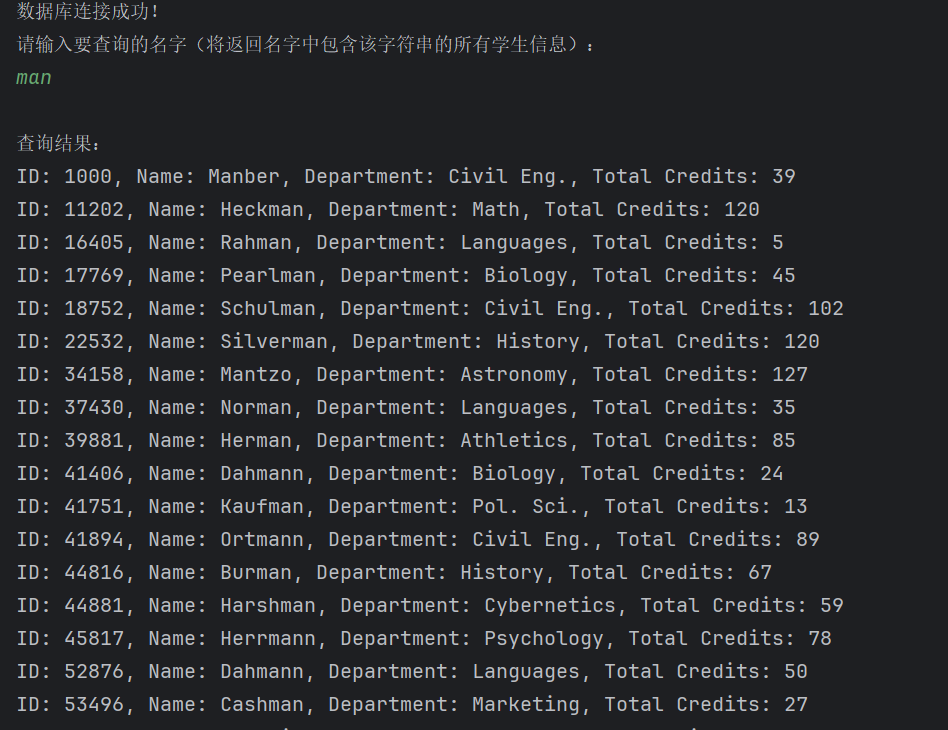 数据库连接成功!
请输入要查询的名字（将返回名字中包含该字符串的所有学生信息）:
man
查询结果:
ID: 1000, Name: Manber, Department: Civil Eng., Total Credits: 39
ID: 11202, Name: Heckman, Department: Math, Total Credits: 120
ID: 16405, Name: Rahman, Department: Languages, Total Credits: 5
ID: 17769, Name: Pearlman, Department: Biology, Total Credits: 45
ID: 18752, Name: Schulman, Department: Civil Eng., Total Credits: 102
ID: 22532, Name: Silverman, Department: History, Total Credits: 120
ID: 34158, Name: Mantzo, Department: Astronomy, Total Credits: 127
ID: 37430, Name: Norman, Department: Languages, Total Credits: 35
ID: 39881, Name: Herman, Department: Athletics, Total Credits: 85
ID: 41406, Name: Dahmann, Department: Biology, Total Credits: 24
ID: 41751, Name: Kaufman, Department: Pol. Sci., Total Credits: 13
ID: 41894, Name: Ortmann, Department: Civil Eng., Total Credits: 89
ID: 44816, Name: Burman, Department: History, Total Credits: 67
ID: 44881, Name: Harshman, Department: Cybernetics, Total Credits: 59
ID: 45817, Name: Herrmann, Department: Psychology, Total Credits: 78
ID: 52876, Name: Dahmann, Department: Languages, Total Credits: 50
ID: 53496, Name: Cashman, Department: Marketing, Total Credits: 27